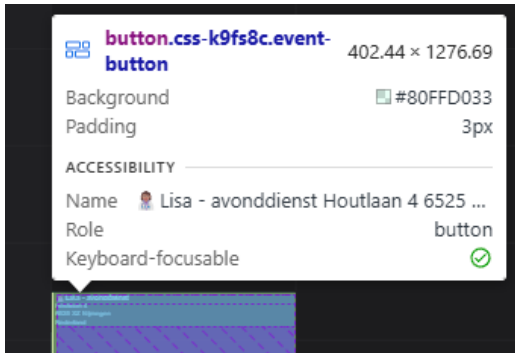 button.css-k9fs8c.event-
button
402.44 × 1276.69
Background #80FFD033
Padding 3px
ACCESSIBILITY
Name Lisa - avonddienst Houtlaan 4 6525 ...
Role button
Keyboard-focusable
Nederland